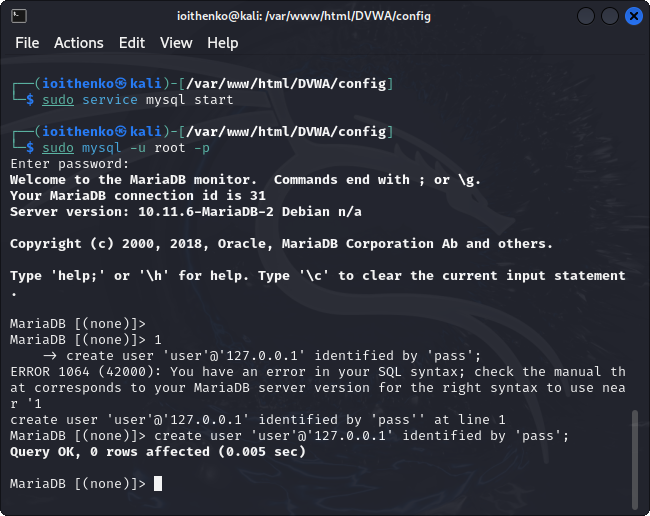 ioithenko@kali: /var/www/html/DVWA/config
File Actions Edit View Help
┌──(ioithenko㉿kali)-[/var/www/html/DVWA/config]
└─$ sudo service mysql start
┌──(ioithenko㉿kali)-[/var/www/html/DVWA/config]
└─$ sudo mysql -u root -p
Enter password:
Welcome to the MariaDB monitor.  Commands end with ; or \g.
Your MariaDB connection id is 31
Server version: 10.11.6-MariaDB-2 Debian n/a
Copyright (c) 2000, 2018, Oracle, MariaDB Corporation Ab and others.
Type 'help;' or '\h' for help. Type '\c' to clear the current input statement
.
MariaDB [(none)]>
MariaDB [(none)]> 1
    -> create user 'user'@'127.0.0.1' identified by 'pass';
ERROR 1064 (42000): You have an error in your SQL syntax; check the manual th
at corresponds to your MariaDB server version for the right syntax to use nea
r '1
create user 'user'@'127.0.0.1' identified by 'pass'' at line 1
MariaDB [(none)]> create user 'user'@'127.0.0.1' identified by 'pass';
Query OK, 0 rows affected (0.005 sec)
MariaDB [(none)]>